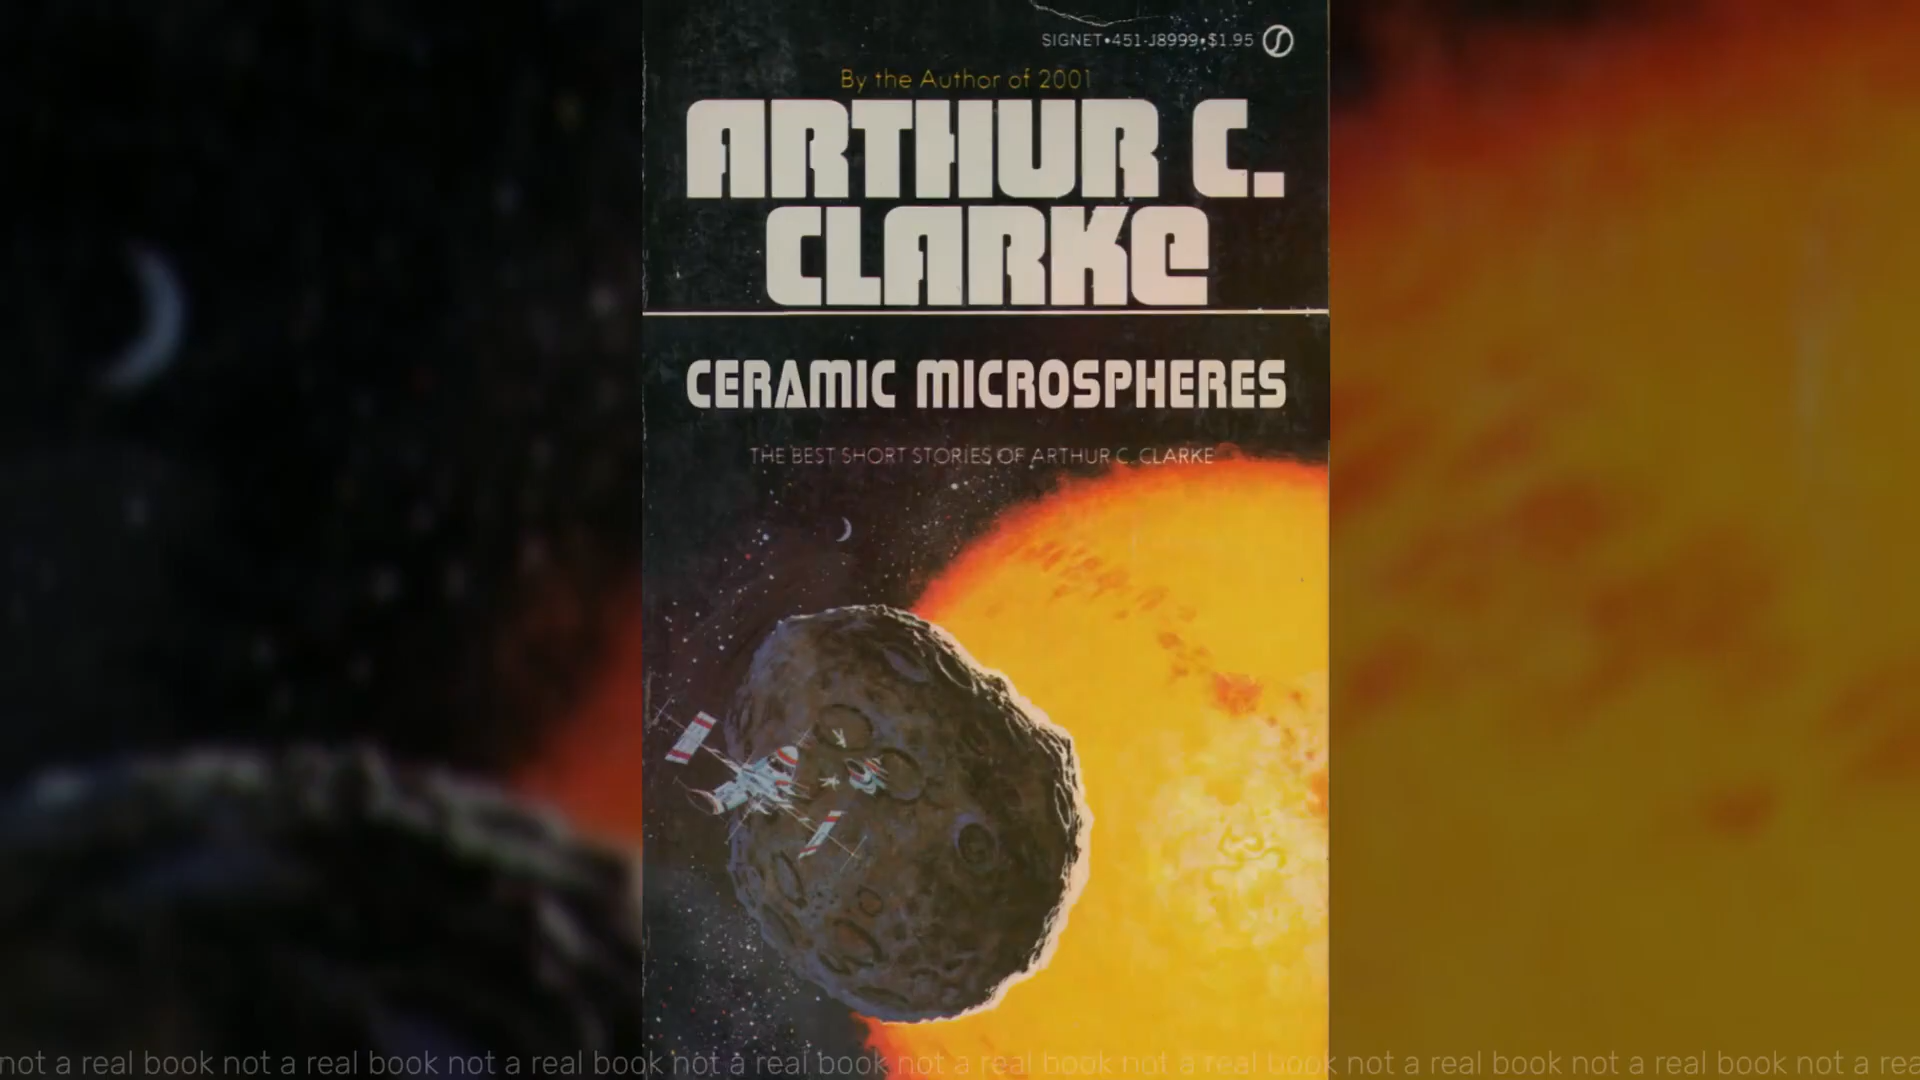 SIGNET•451-J8999•$1.95
By the Author of 2001
ARTHUR C.
CLARKE
CERAMIC MICROSPHERES
THE BEST SHORT STORIES OF ARTHUR C. CLARKE
not a real book not a real book not a real book not a real book not a real book not a real book not a real book not a real book not a rea